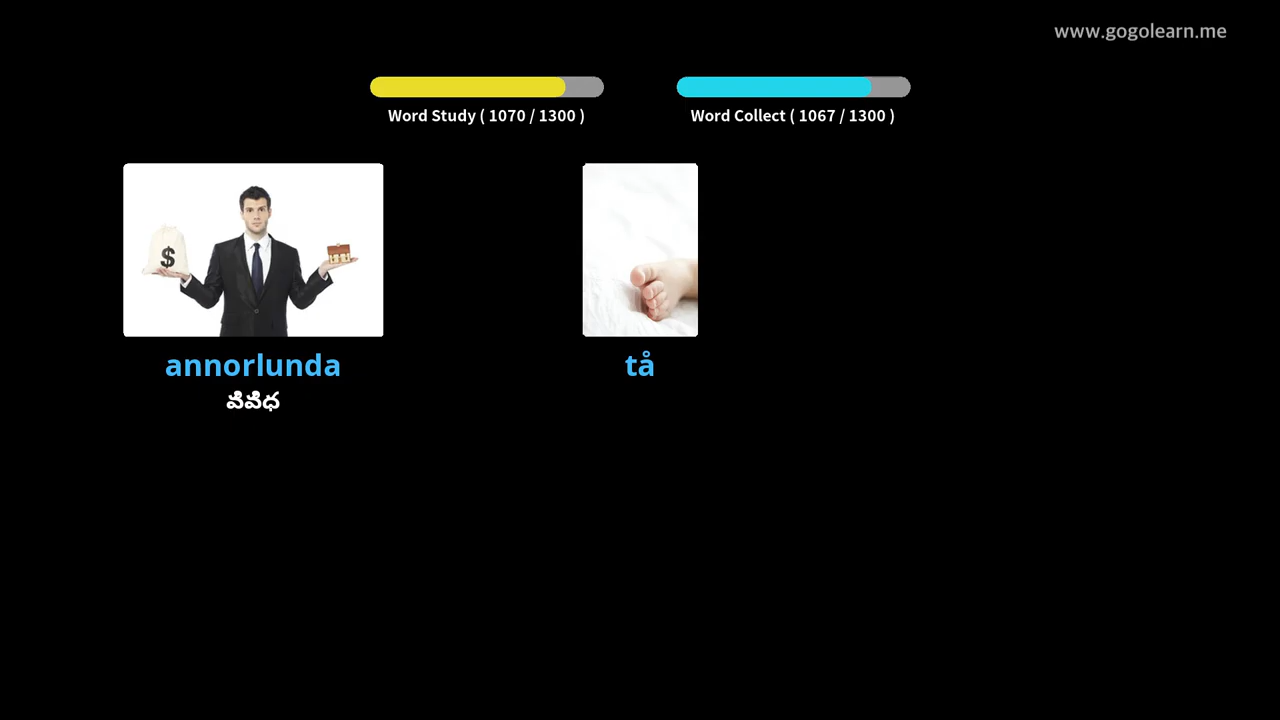 www.gogolearn.me
Word Study ( 1070 / 1300 )
Word Collect ( 1067 / 1300 )
$
annorlunda
వివిధ
tå